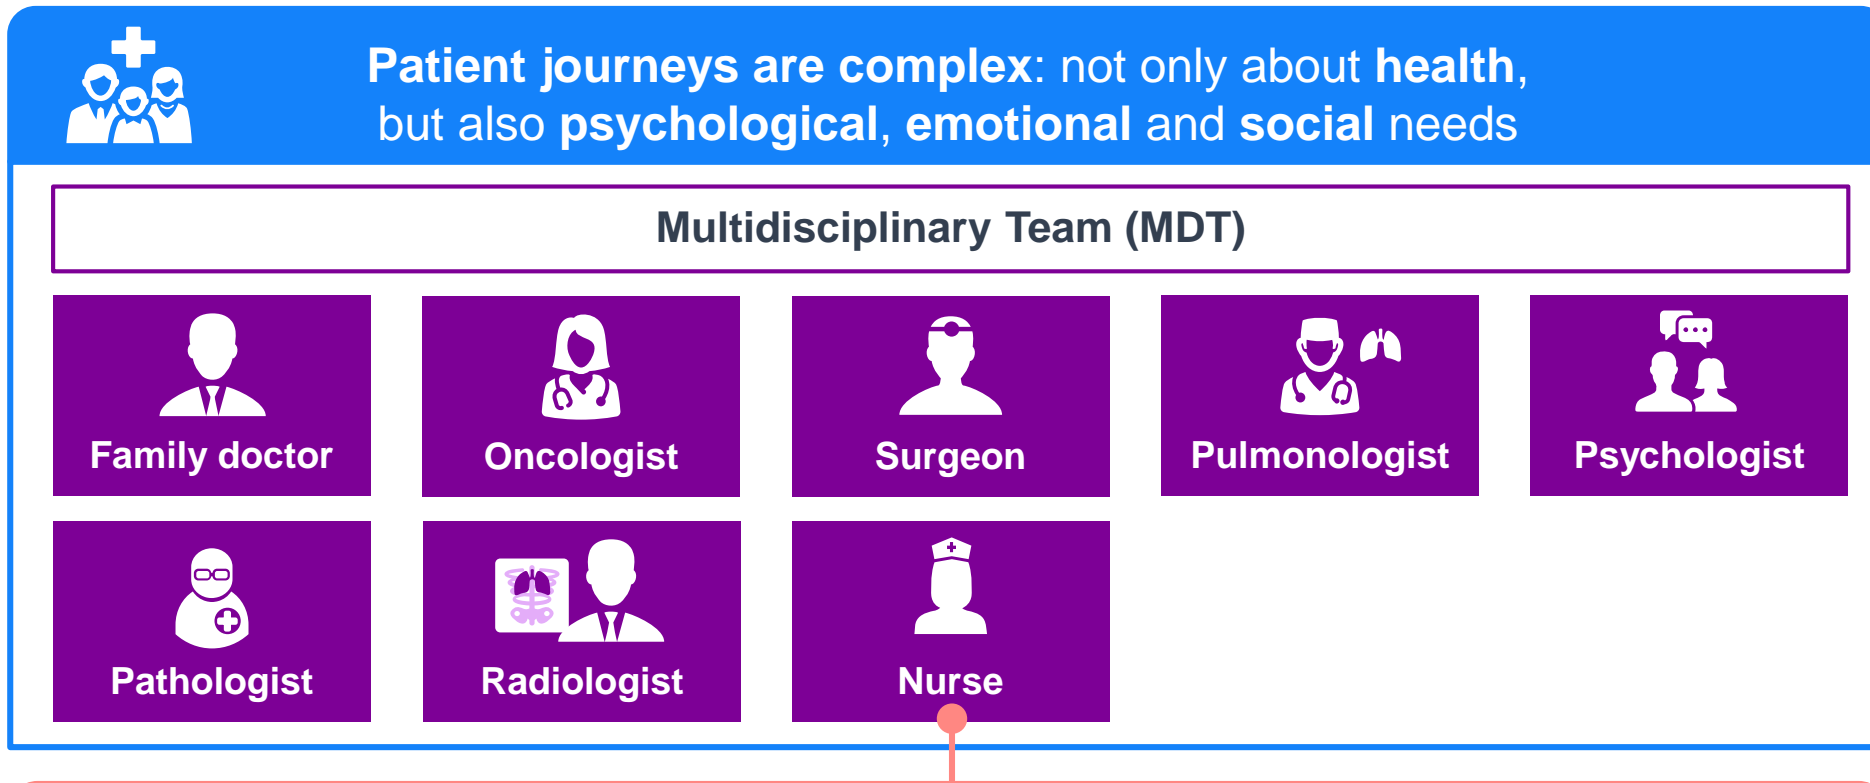 Patient journeys are complex: not only about health,
but also psychological, emotional and social needs
Multidisciplinary Team (MDT)
Family doctor
Oncologist
Surgeon
Pulmonologist
Psychologist
Pathologist
Radiologist
Nurse